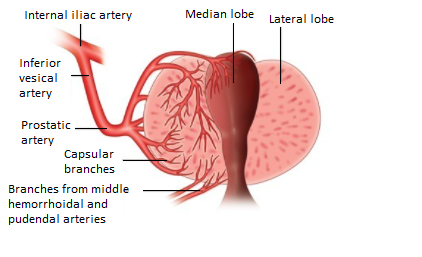 Internal iliac artery
Median lobe
Lateral lobe
Inferior
vesical
artery
Prostatic
artery
Capsular
branches
Branches from middle
hemorrhoidal and
pudendal arteries